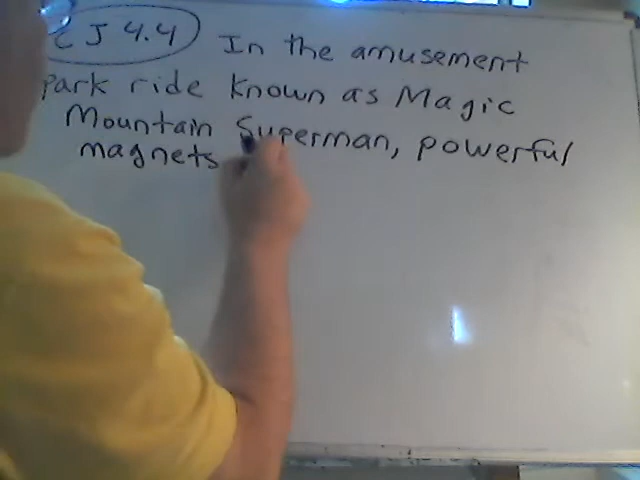 CJ 4.4 In the amusement
park ride known as Magic
Mountain Superman, powerful
magnets